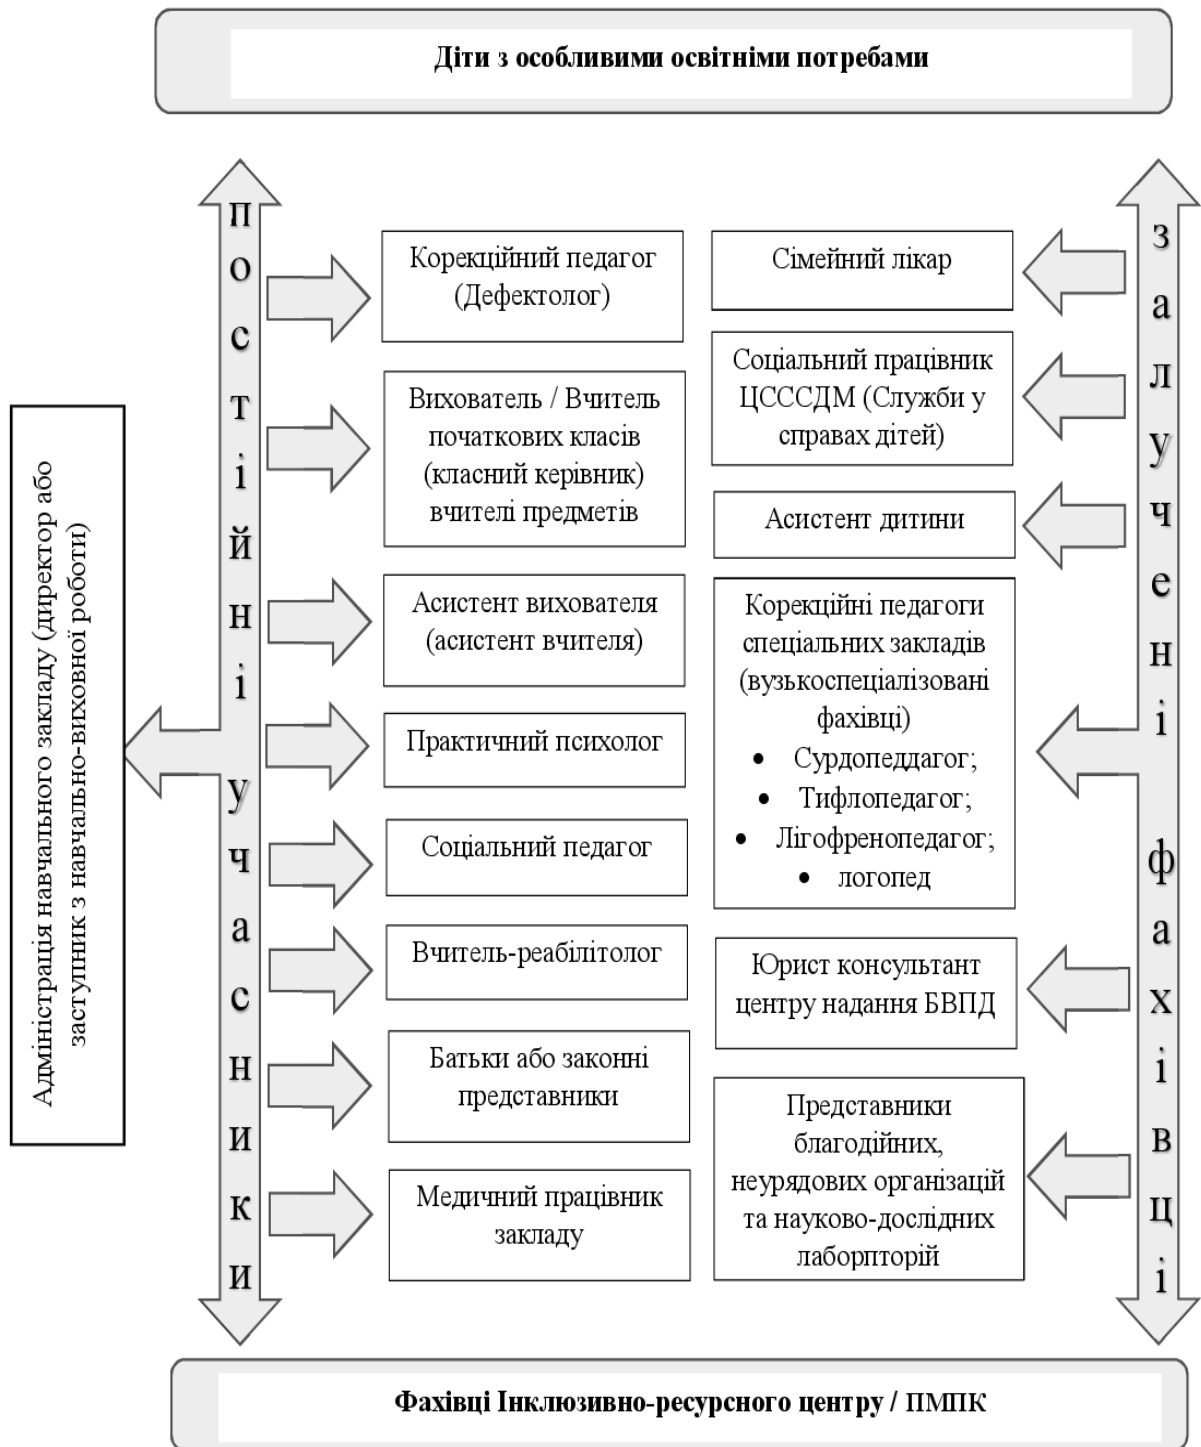 Діти з особливими освітніми потребами
постійні учасники
залучені фахівці
Адміністрація навчального закладу (директор або
заступник з навчально-виховної роботи)
Корекційний педагог
(Дефектолог)
Вихователь / Вчитель
початкових класів
(класний керівник)
вчителі предметів
Асистент вихователя
(асистент вчителя)
Практичний психолог
Соціальний педагог
Вчитель-реабілітолог
Батьки або законні
представники
Медичний працівник
закладу
Сімейний лікар
Соціальний працівник
ЦСССДМ (Служби у
справах дітей)
Асистент дитини
Корекційні педагоги
спеціальних закладів
(вузькоспеціалізовані
фахівці)
• Сурдопеддагог;
• Тифлопедагог;
• Лігофренопедагог;
• логопед
Юрист консультант
центру надання БВПД
Представники
благодійних,
неурядових організацій
та науково-дослідних
лаборпторій
Фахівці Інклюзивно-ресурсного центру / ПМПК